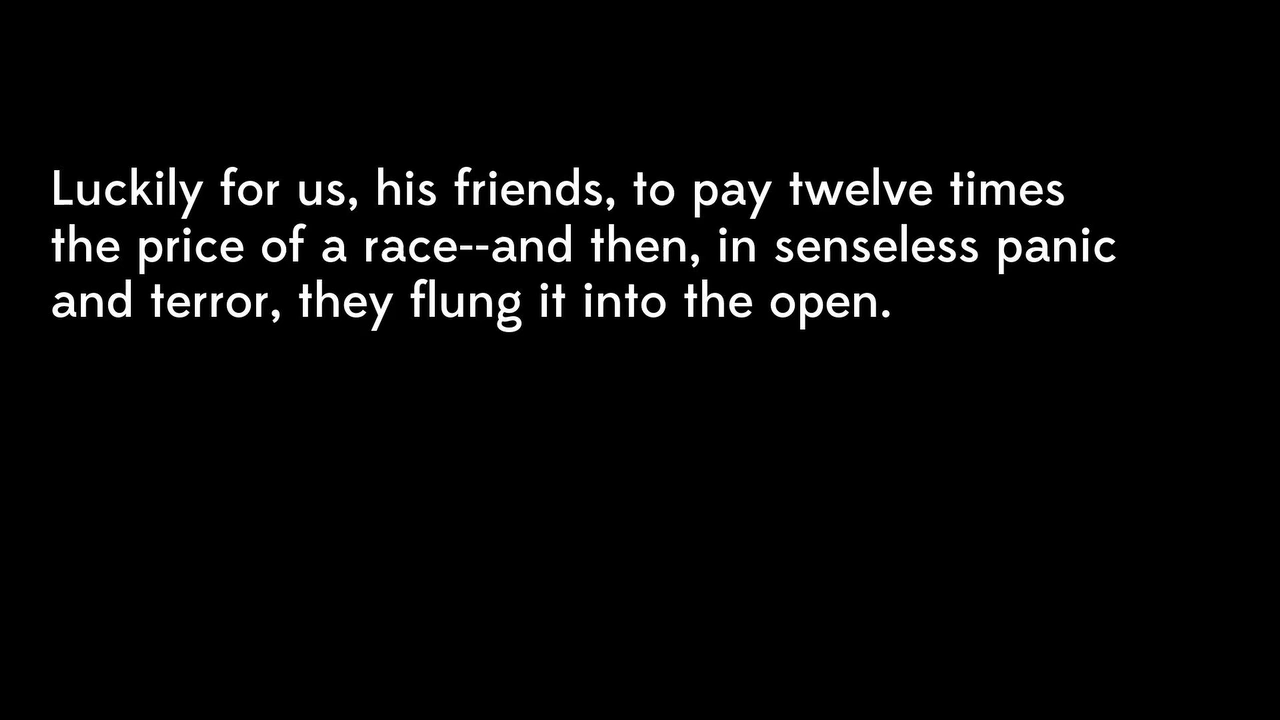 Luckily for us, his friends, to pay twelve times
the price of a race--and then, in senseless panic
and terror, they flung it into the open.